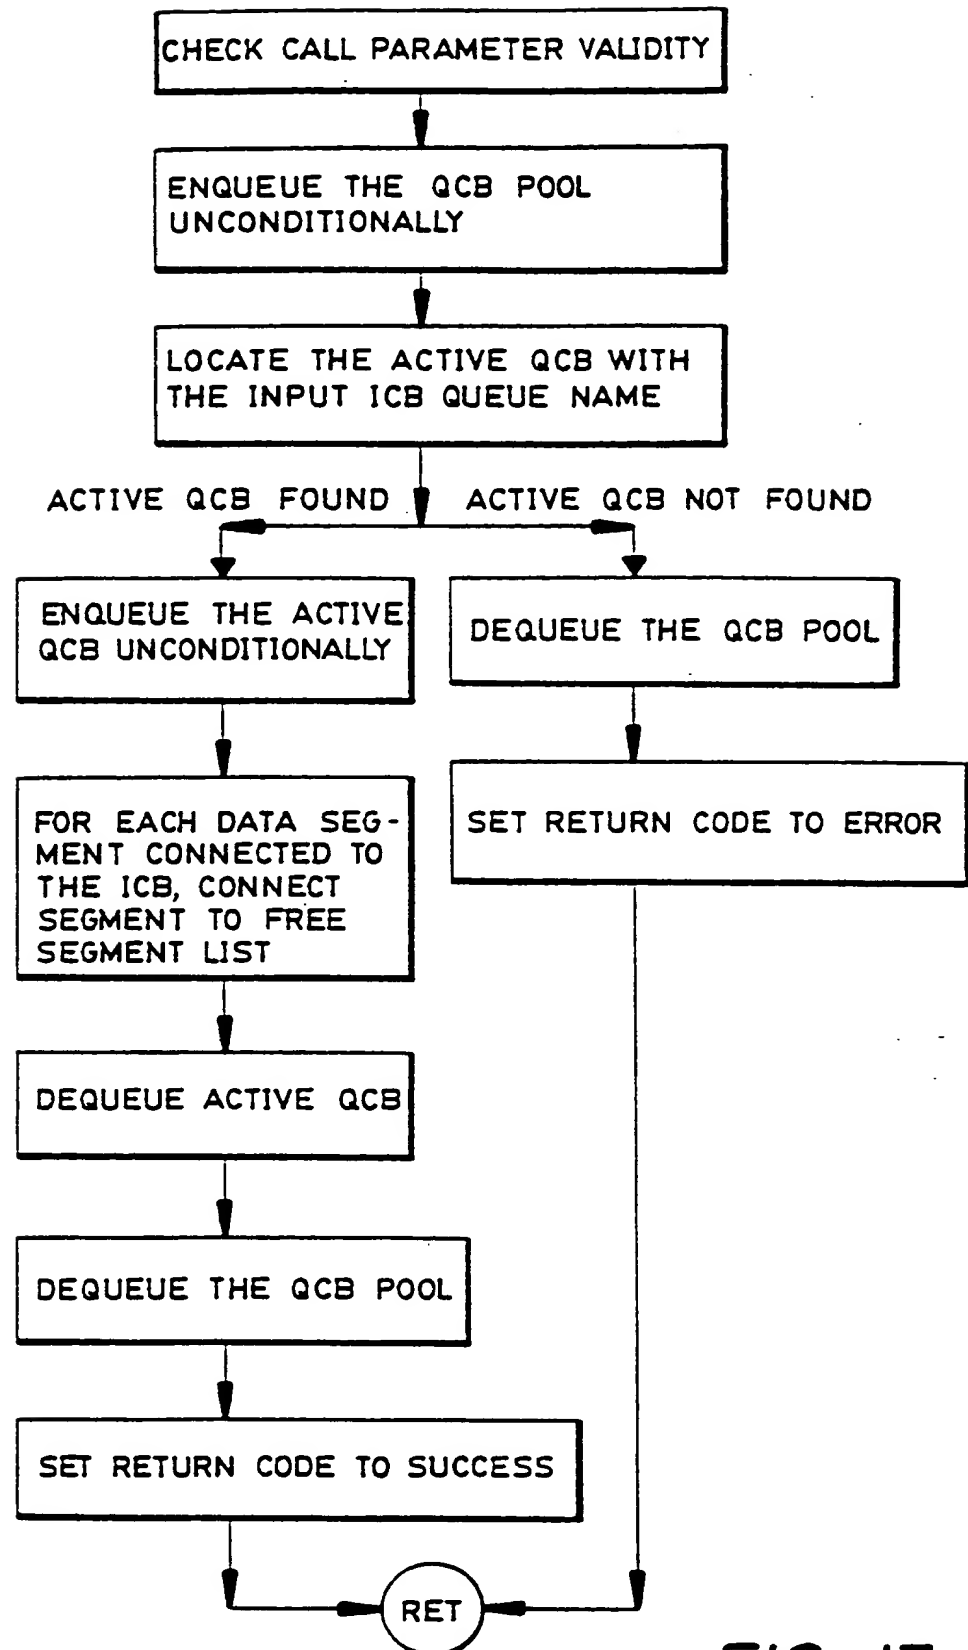 CHECK CALL PARAMETER VALIDITY
ENQUEUE THE QCB POOL
UNCONDITIONALLY
LOCATE THE ACTIVE QCB WITH
THE INPUT ICB QUEUE NAME
ACTIVE QCB FOUND
ACTIVE QCB NOT FOUND
ENQUEUE THE ACTIVE
QCB UNCONDITIONALLY
DEQUEUE THE QCB POOL
FOR EACH DATA SEG-
MENT CONNECTED TO
THE ICB, CONNECT
SEGMENT TO FREE
SEGMENT LIST
SET RETURN CODE TO ERROR
DEQUEUE ACTIVE QCB
DEQUEUE THE QCB POOL
SET RETURN CODE TO SUCCESS
RET